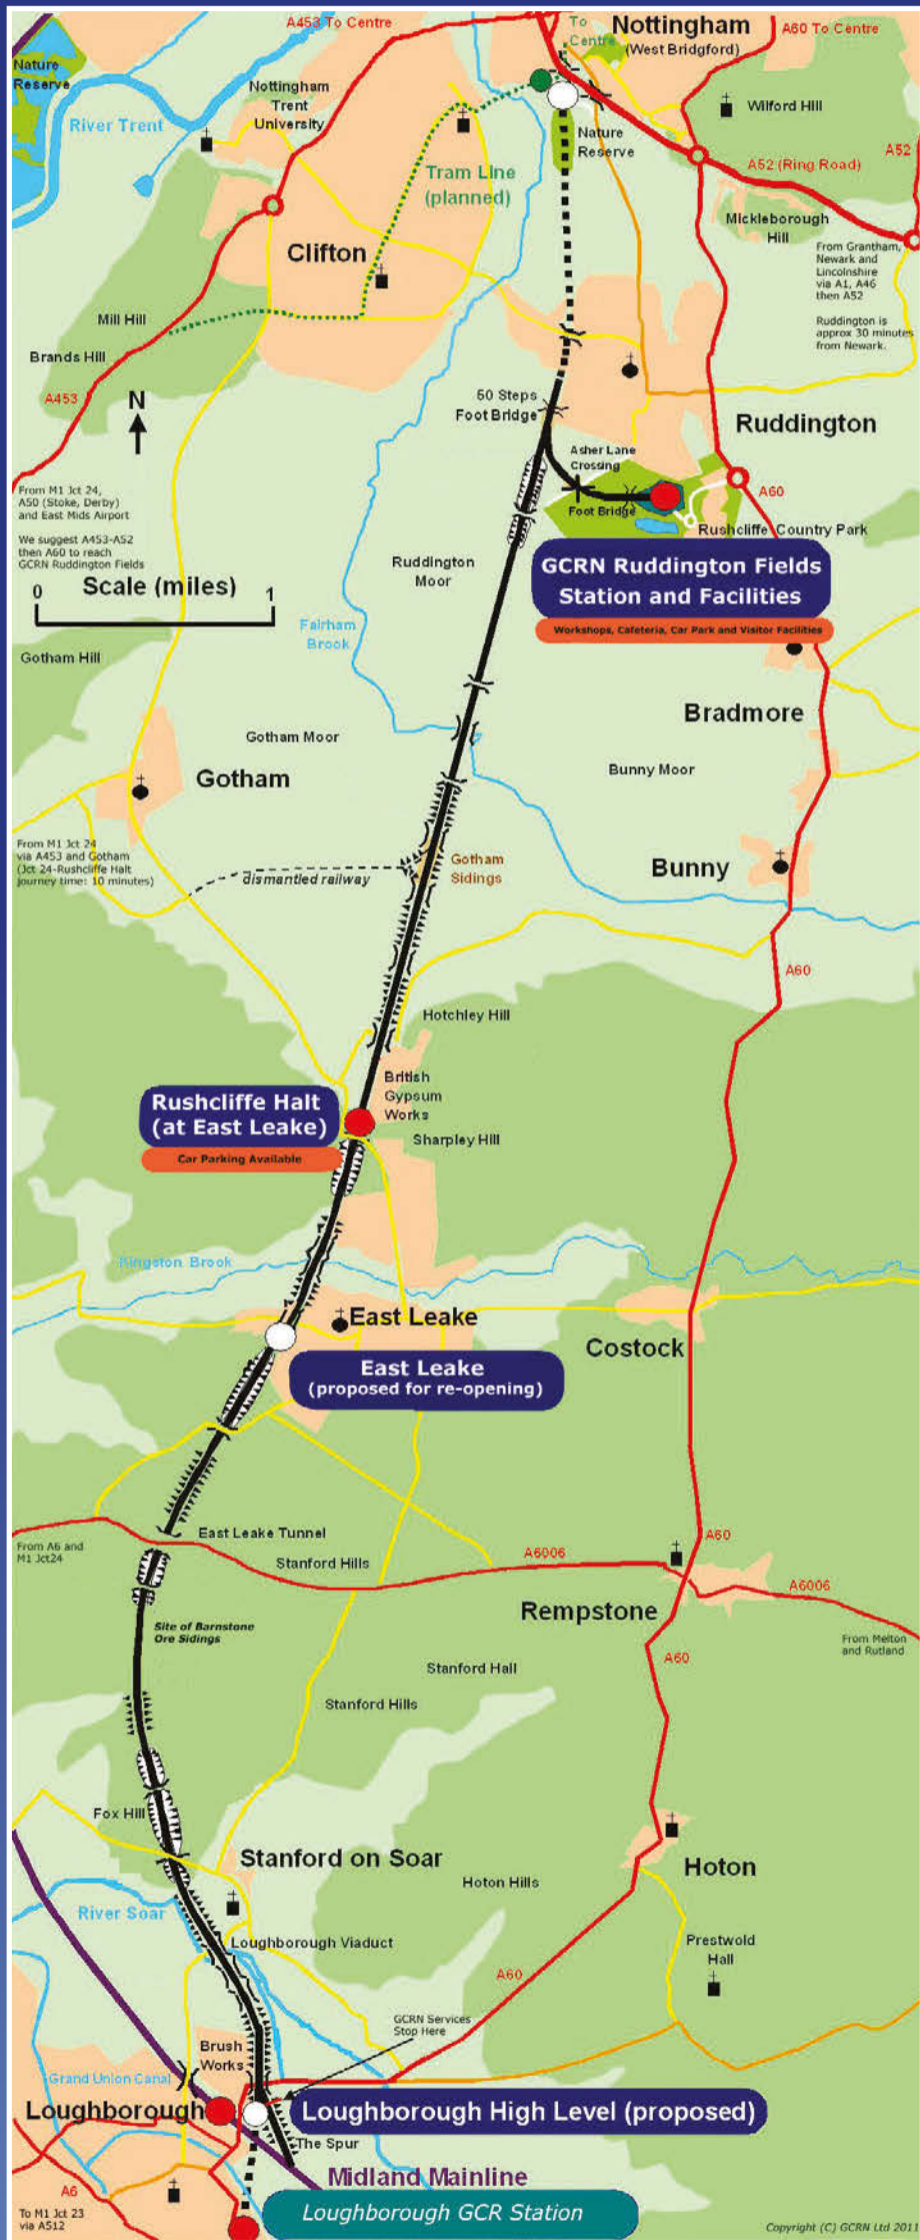 A453 To Centre
To
Centre
Nottingham
(West Bridgford)
A60 To Centre
Nature
Reserve
River Trent
Nottingham
Trent
University
Wilford Hill
Nature
Reserve
A52 (Ring Road)
A52
Tram Line
(planned)
Mickleborough
Hill
Clifton
From Grantham,
Newark and
Lincolnshire
via A1, A46
then A52
Ruddington is
approx 30 minutes
from Newark.
Mill Hill
Brands Hill
A453
N
50 Steps
Foot Bridge
Ruddington
Asher Lane
Crossing
A60
Foot Bridge
Rushcliffe Country Park
From M1 Jct 24,
A50 (Stoke, Derby)
and East Mids Airport
We suggest A453-A52
then A60 to reach
GCRN Ruddington Fields
Scale (miles)
0 1
Ruddington
Moor
GCRN Ruddington Fields
Station and Facilities
Workshops, Cafeteria, Car Park and Visitor Facilities
Fairham
Brook
Gotham Hill
Bradmore
Gotham Moor
Gotham
Bunny Moor
From M1 Jct 24
via A453 and Gotham
(Jct 24-Rushcliffe Halt
journey time: 10 minutes)
dismantled railway
Gotham
Sidings
Bunny
A60
Hotchley Hill
British
Gypsum
Works
Rushcliffe Halt
(at East Leake)
Car Parking Available
Sharpley Hill
Kingston Brook
East Leake
Costock
East Leake
(proposed for re-opening)
East Leake Tunnel
From A6 and
M1 Jct24
Stanford Hills
A6006
A60
A6006
Rempstone
Site of Barnstone
Ore Sidings
From Melton
and Rutland
A60
Stanford Hall
Stanford Hills
Fox Hill
Stanford on Soar
Hoton
Hoton Hills
River Soar
Loughborough Viaduct
Prestwold
Hall
A60
GCRN Services
Stop Here
Brush
Works
Grand Union Canal
Loughborough
Loughborough High Level (proposed)
The Spur
Midland Mainline
A6
To M1 Jct 23
via A512
Loughborough GCR Station
Copyright (C) GCRN Ltd 2011